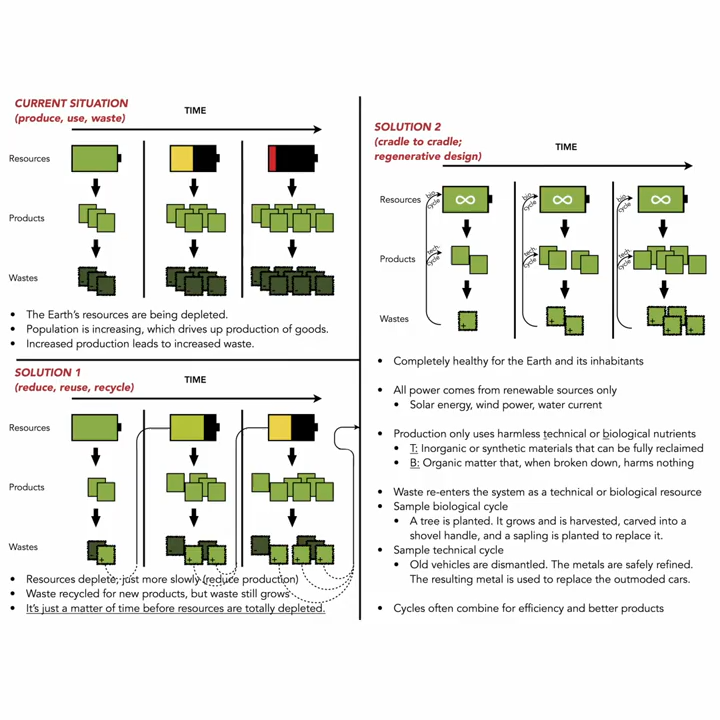 CURRENT SITUATION
(produce, use, waste)
TIME
Resources
Products
Wastes
• The Earth's resources are being depleted.
• Population is increasing, which drives up production of goods.
• Increased production leads to increased waste.
SOLUTION 1
(reduce, reuse, recycle)
TIME
Resources
Products
Wastes
• Resources deplete, just more slowly (reduce production)
• Waste recycled for new products, but waste still grows
• It's just a matter of time before resources are totally depleted.
SOLUTION 2
(cradle to cradle;
regenerative design)
TIME
Resources
bio cycle
∞
bio cycle
∞
bio cycle
∞
Products
tech. cycle
tech. cycle
tech. cycle
Wastes
• Completely healthy for the Earth and its inhabitants
• All power comes from renewable sources only
• Solar energy, wind power, water current
• Production only uses harmless technical or biological nutrients
• T: Inorganic or synthetic materials that can be fully reclaimed
• B: Organic matter that, when broken down, harms nothing
• Waste re-enters the system as a technical or biological resource
• Sample biological cycle
• A tree is planted. It grows and is harvested, carved into a
shovel handle, and a sapling is planted to replace it.
• Sample technical cycle
• Old vehicles are dismantled. The metals are safely refined.
The resulting metal is used to replace the outmoded cars.
• Cycles often combine for efficiency and better products